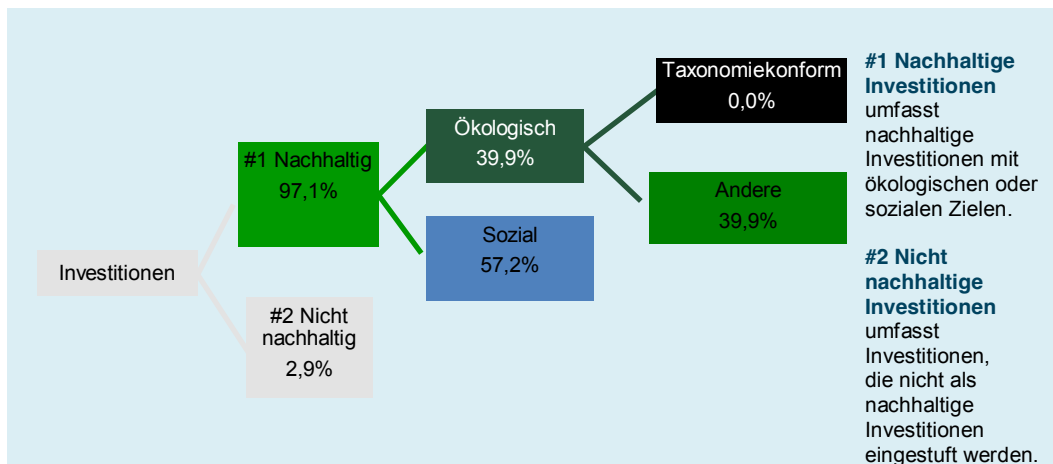 Investitionen
#1 Nachhaltig
97,1%
#2 Nicht
nachhaltig
2,9%
Ökologisch
39,9%
Sozial
57,2%
Taxonomiekonform
0,0%
Andere
39,9%
#1 Nachhaltige
Investitionen
umfasst
nachhaltige
Investitionen mit
ökologischen oder
sozialen Zielen.
#2 Nicht
nachhaltige
Investitionen
umfasst
Investitionen,
die nicht als
nachhaltige
Investitionen
eingestuft werden.